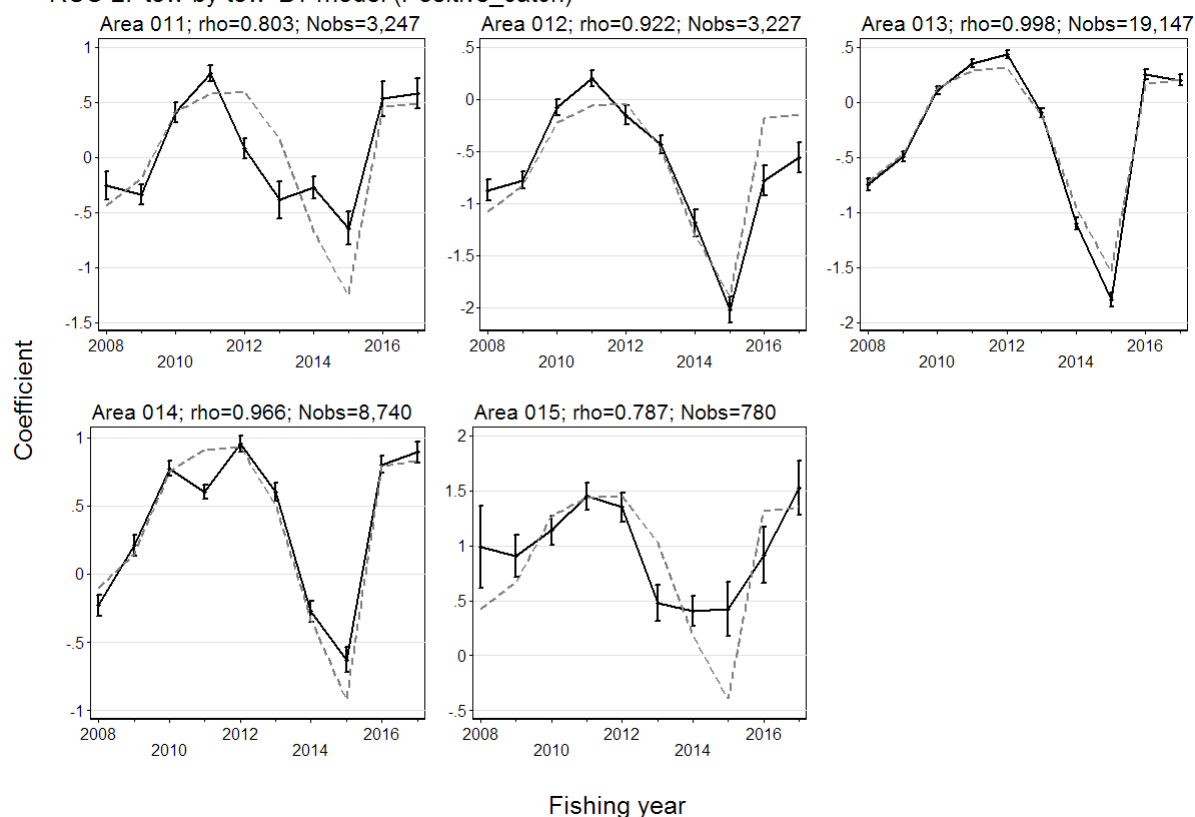 tow-by-tow model (Positive_catch)
Area 011; rho=0.803; Nobs=3,247
1
.5
0
-.5
-1
-1.5
2008 2012 2016
2010 2014
Area 012; rho=0.922; Nobs=3,227
.5
0
-.5
-1
-1.5
-2
2008 2012 2016
2010 2014
Area 013; rho=0.998; Nobs=19,147
.5
0
-.5
-1
-1.5
-2
2008 2012 2016
2010 2014
Coefficient
Area 014; rho=0.966; Nobs=8,740
1
.5
0
-.5
-1
2008 2012 2016
2010 2014
Area 015; rho=0.787; Nobs=780
2
1.5
1
.5
0
-.5
2008 2012 2016
2010 2014
Fishing year